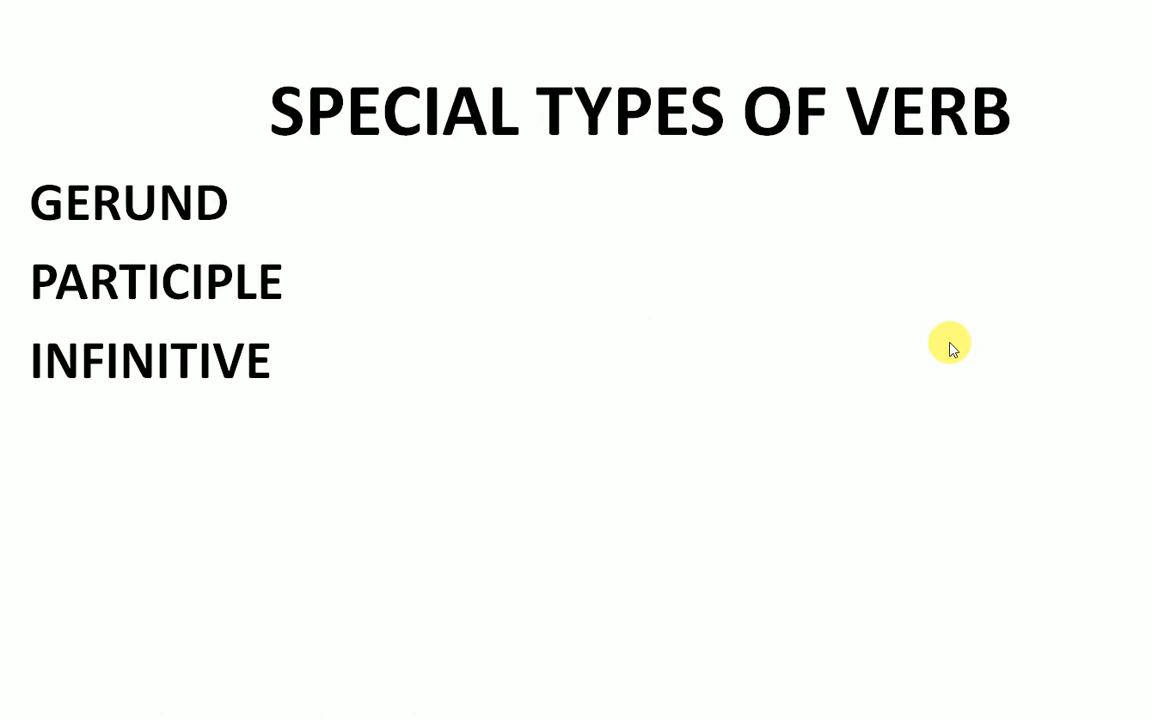 SPECIAL TYPES OF VERB
GERUND
PARTICIPLE
INFINITIVE